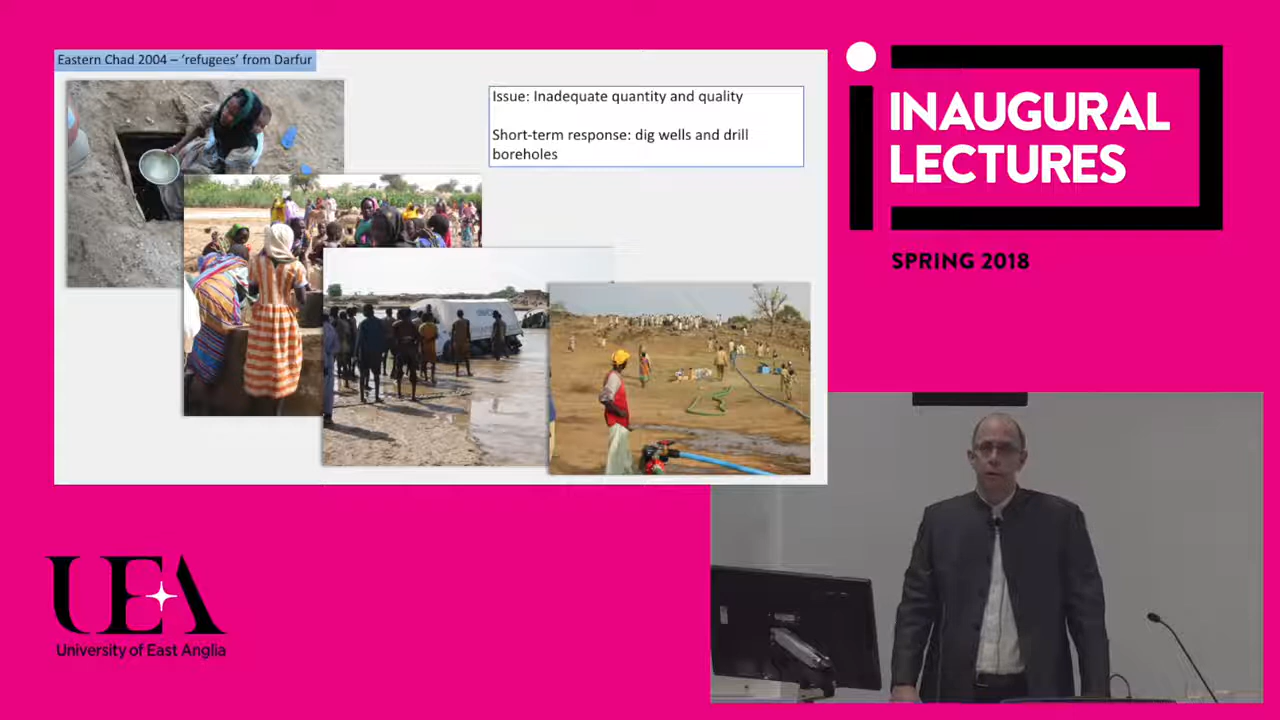 Eastern Chad 2004 – ‘refugees’ from Darfur
Issue: Inadequate quantity and quality
Short-term response: dig wells and drill
boreholes
INAUGURAL
LECTURES
SPRING 2018
UEA
University of East Anglia